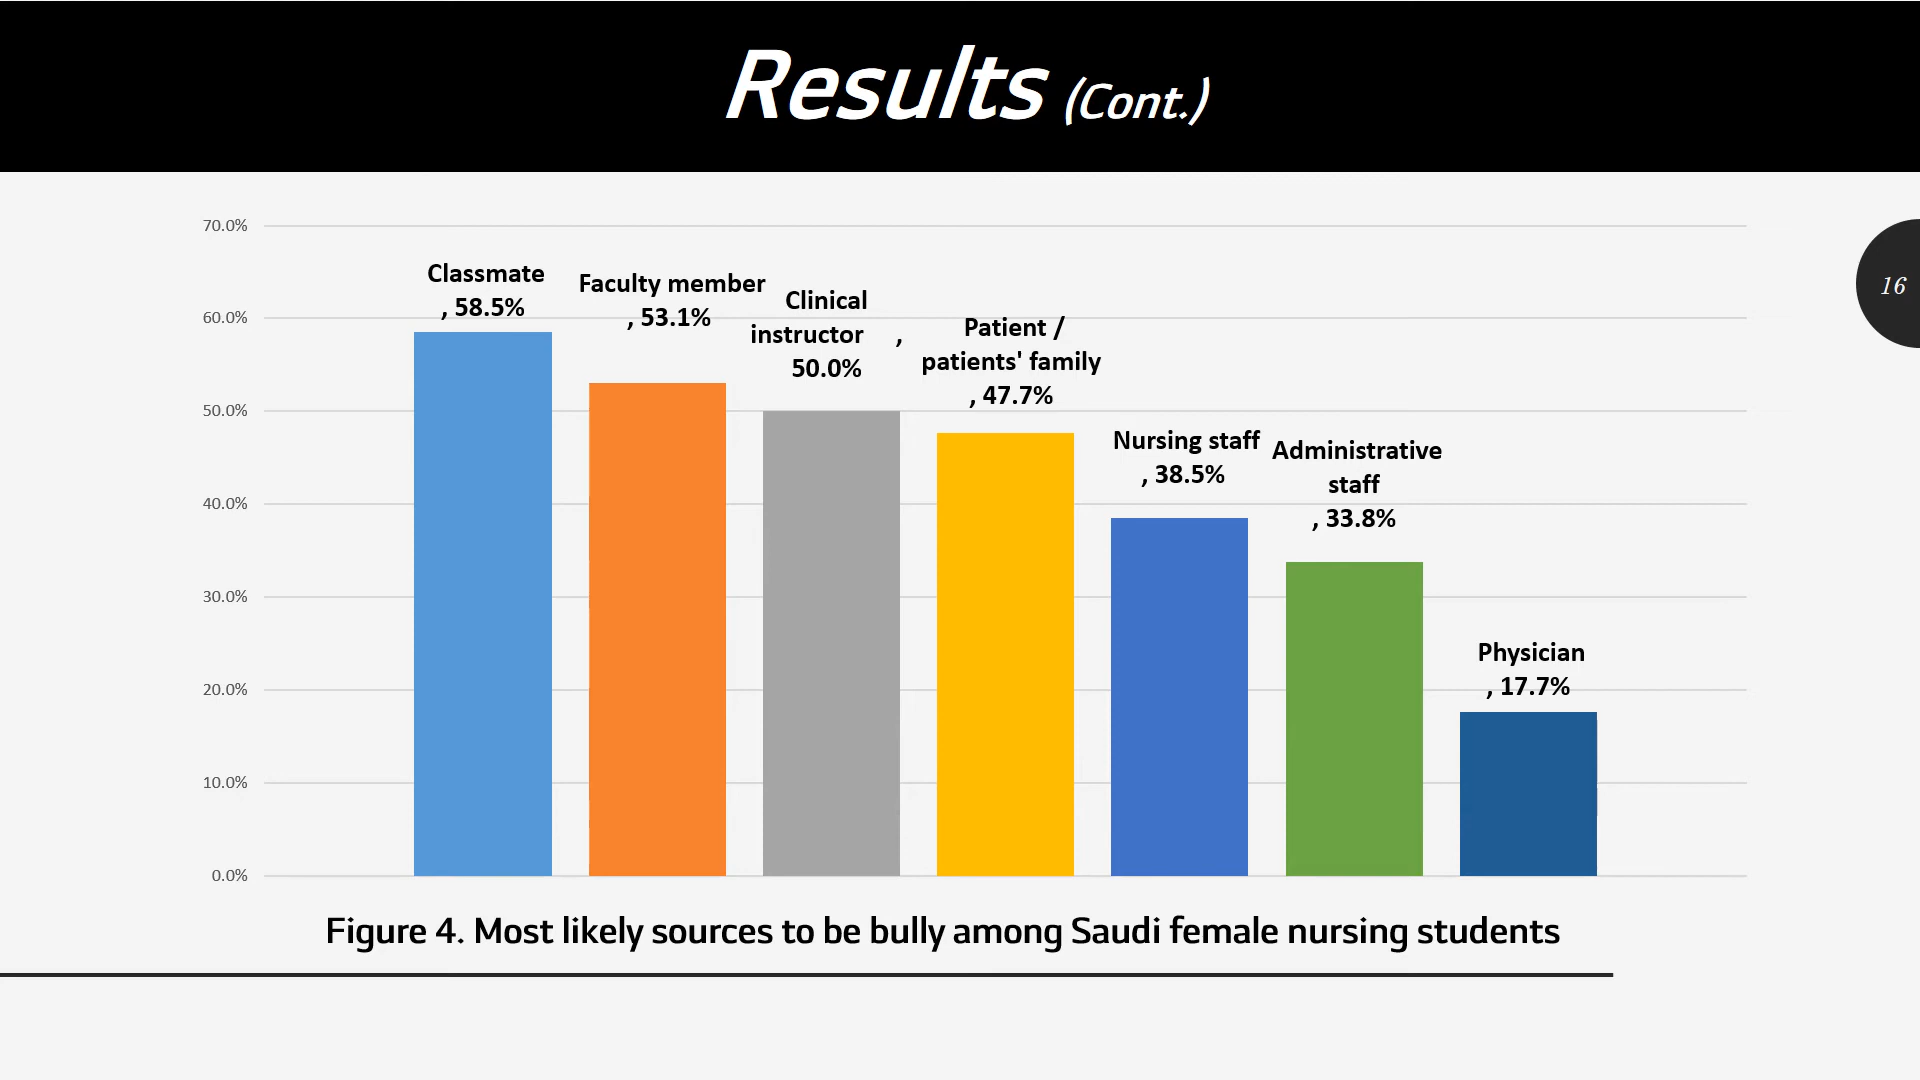 Results (Cont.)
16
70.0%
60.0%
50.0%
40.0%
30.0%
20.0%
10.0%
0.0%
Classmate
, 58.5%
Faculty member
, 53.1%
Clinical
instructor ,
50.0%
Patient /
patients' family
, 47.7%
Nursing staff
, 38.5%
Administrative
staff
, 33.8%
Physician
, 17.7%
Figure 4. Most likely sources to be bully among Saudi female nursing students